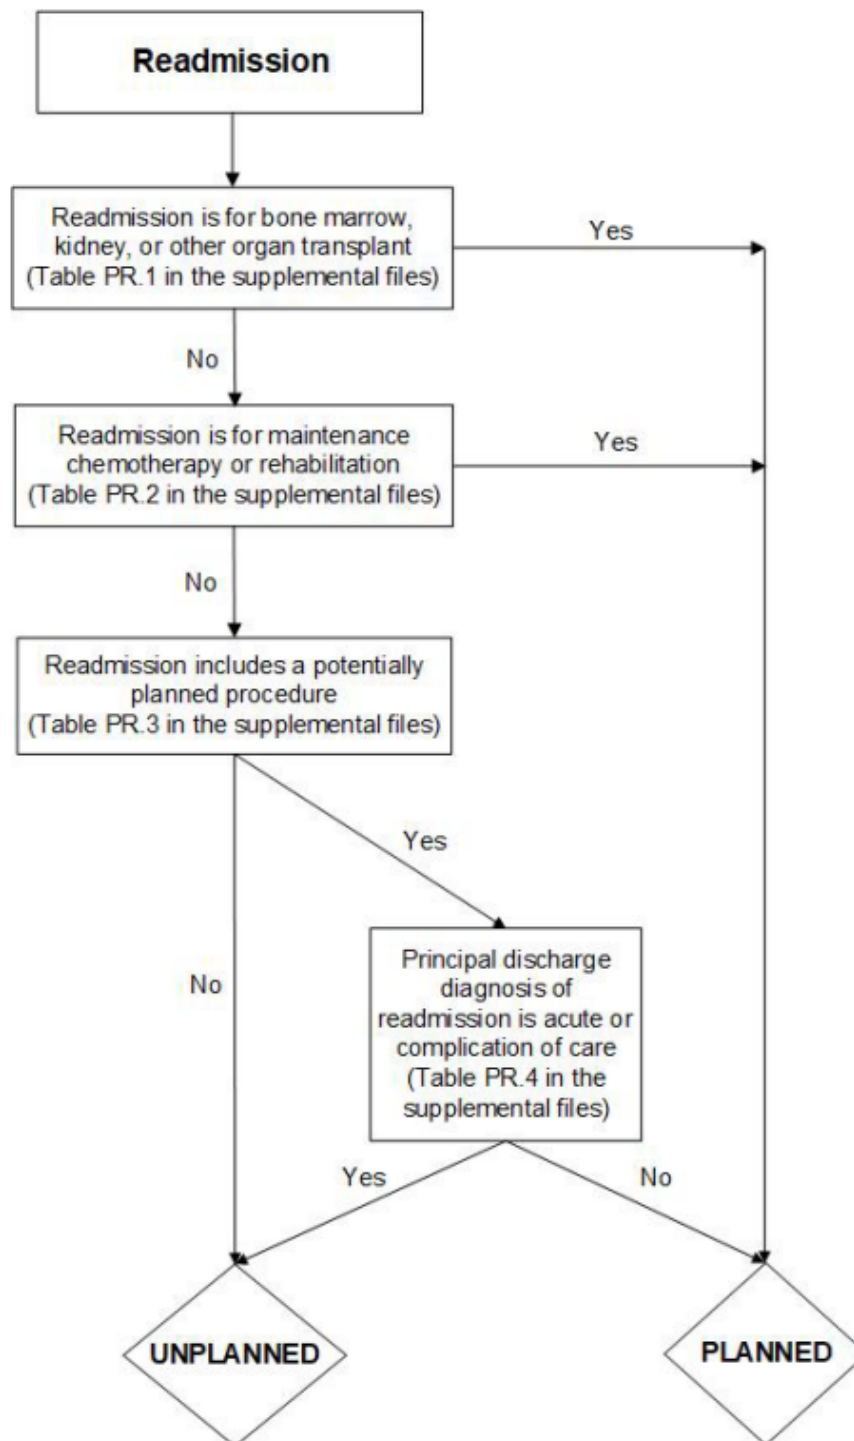 Readmission
Readmission is for bone marrow,
kidney, or other organ transplant
(Table PR.1 in the supplemental files)
Yes
No
Readmission is for maintenance
chemotherapy or rehabilitation
(Table PR.2 in the supplemental files)
Yes
No
Readmission includes a potentially
planned procedure
(Table PR.3 in the supplemental files)
Yes
No
Principal discharge
diagnosis of
readmission is acute or
complication of care
(Table PR.4 in the
supplemental files)
Yes
No
UNPLANNED
PLANNED